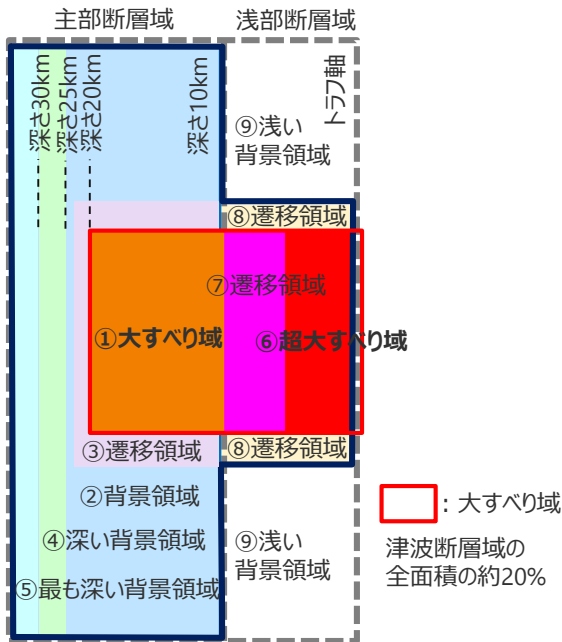 主部断層域
浅部断層域
深さ30km
深さ25km
深さ20km
深さ10km
トラフ軸
⑨浅い
背景領域
⑧遷移領域
⑦遷移領域
①大すべり域
⑥超大すべり域
③遷移領域
⑧遷移領域
②背景領域
④深い背景領域
⑤最も深い背景領域
⑨浅い
背景領域
：大すべり域
津波断層域の
全面積の約20%